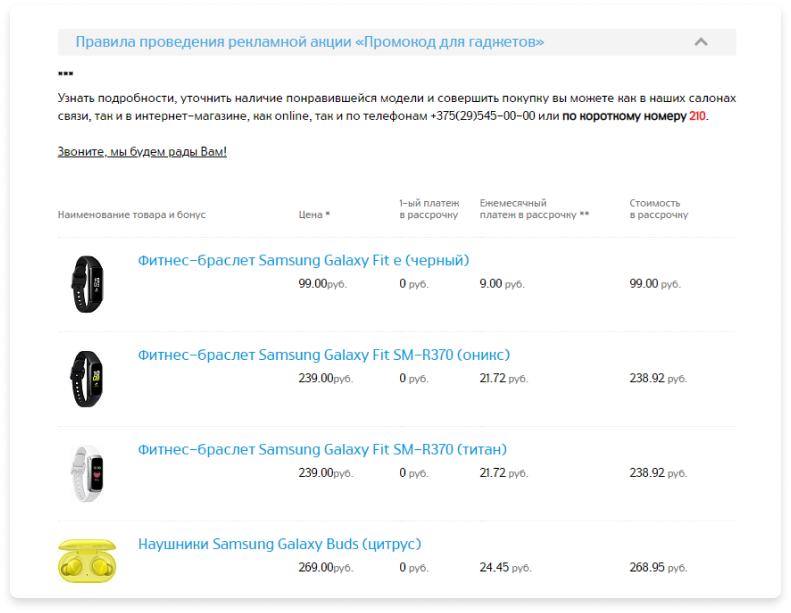 Правила проведения рекламной акции «Промокод для гаджетов»
***
Узнать подробности, уточнить наличие понравившейся модели и совершить покупку вы можете как в наших салонах
связи, так и в интернет-магазине, как online, так и по телефонам +375(29)545-00-00 или по короткому номеру 210.
Звоните, мы будем рады Вам!
Наименование товара и бонус Цена * 1-ый платеж в рассрочку Ежемесячный платеж в рассрочку ** Стоимость в рассрочку
Фитнес-браслет Samsung Galaxy Fit e (черный)
99.00руб. 0 руб. 9.00 руб. 99.00 руб.
Фитнес-браслет Samsung Galaxy Fit SM-R370 (оникс)
239.00руб. 0 руб. 21.72 руб. 238.92 руб.
Фитнес-браслет Samsung Galaxy Fit SM-R370 (титан)
239.00руб. 0 руб. 21.72 руб. 238.92 руб.
Наушники Samsung Galaxy Buds (цитрус)
269.00руб. 0 руб. 24.45 руб. 268.95 руб.